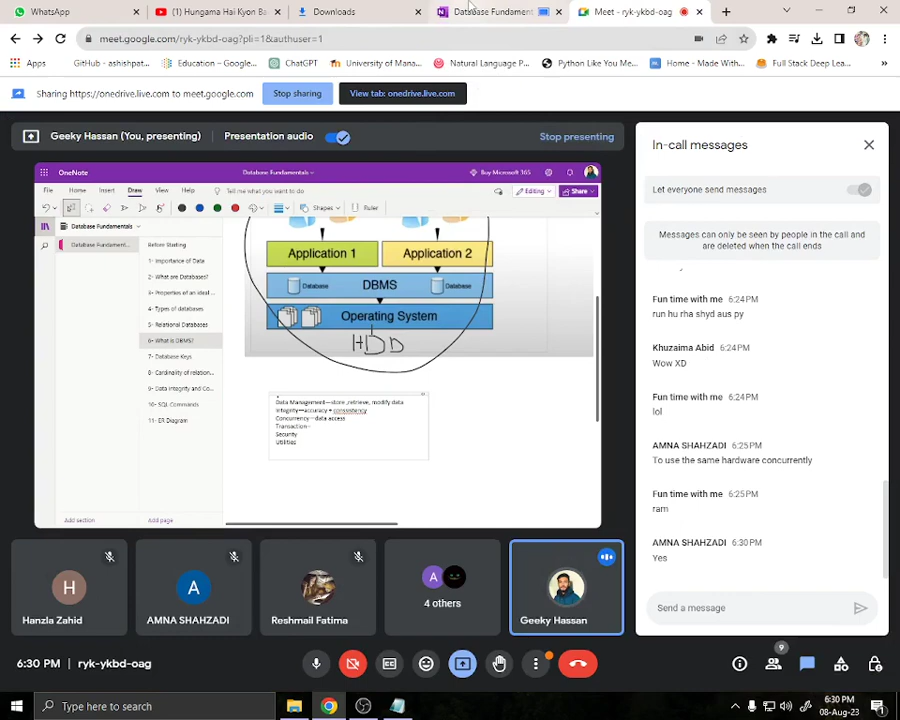 WhatsApp
(1) Hungama Hai Kyon Ba
Downloads
Database Fundament
Meet - ryk-ykbd-oag
meet.google.com/ryk-ykbd-oag?pli=1&authuser=1
Apps
GitHub - ashishpat...
Education – Google...
ChatGPT
University of Manag...
Natural Language P...
Python Like You Me...
Home - Made With...
Full Stack Deep Lea...
Sharing https://onedrive.live.com to meet.google.com
Stop sharing
View tab: onedrive.live.com
Geeky Hassan (You, presenting)
Presentation audio
Stop presenting
OneNote
Database Fundamentals
Buy Microsoft 365
File
Home
Insert
Draw
View
Help
Tell me what you want to do
Editing
Share
Shapes
Ruler
Database Fundamentals
Database Fundament...
Before Starting
1- Importance of Data
2- What are Databases?
3- Properties of an ideal ...
4- Types of databases
5- Relational Databases
6- What is DBMS?
7- Database Keys
8- Cardinality of relation...
9- Data integrity and Co...
10- SQL Commands
11- ER Diagram
Add section
Add page
Application 1
Application 2
Database
DBMS
Database
Operating System
HDD
Data Management---store ,retrieve, modify data
Integrity---accuracy + consistency
Concurrency -- data access
Transaction -
Security
Utilities
In-call messages
Let everyone send messages
Messages can only be seen by people in the call and
are deleted when the call ends
Fun time with me 6:24 PM
run hu rha shyd aus py
Khuzaima Abid 6:24 PM
Wow XD
Fun time with me 6:24 PM
lol
AMNA SHAHZADI 6:25 PM
To use the same hardware concurrently
Fun time with me 6:25 PM
ram
AMNA SHAHZADI 6:30 PM
Yes
Send a message
H
Hanzla Zahid
A
AMNA SHAHZADI
Reshmail Fatima
A
4 others
Geeky Hassan
6:30 PM | ryk-ykbd-oag
9
Type here to search
6:30 PM
08-Aug-23